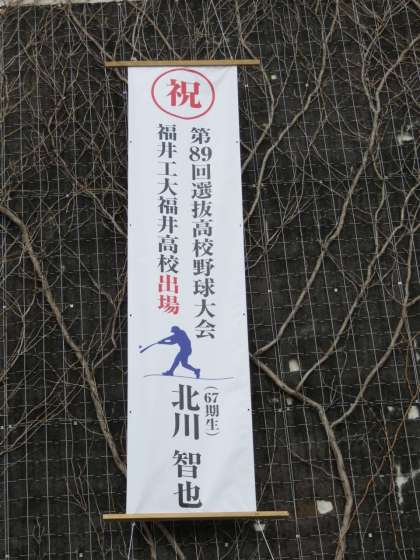 祝
第89回選抜高校野球大会
福井工大福井高校出場
(67期生)
北川 智也